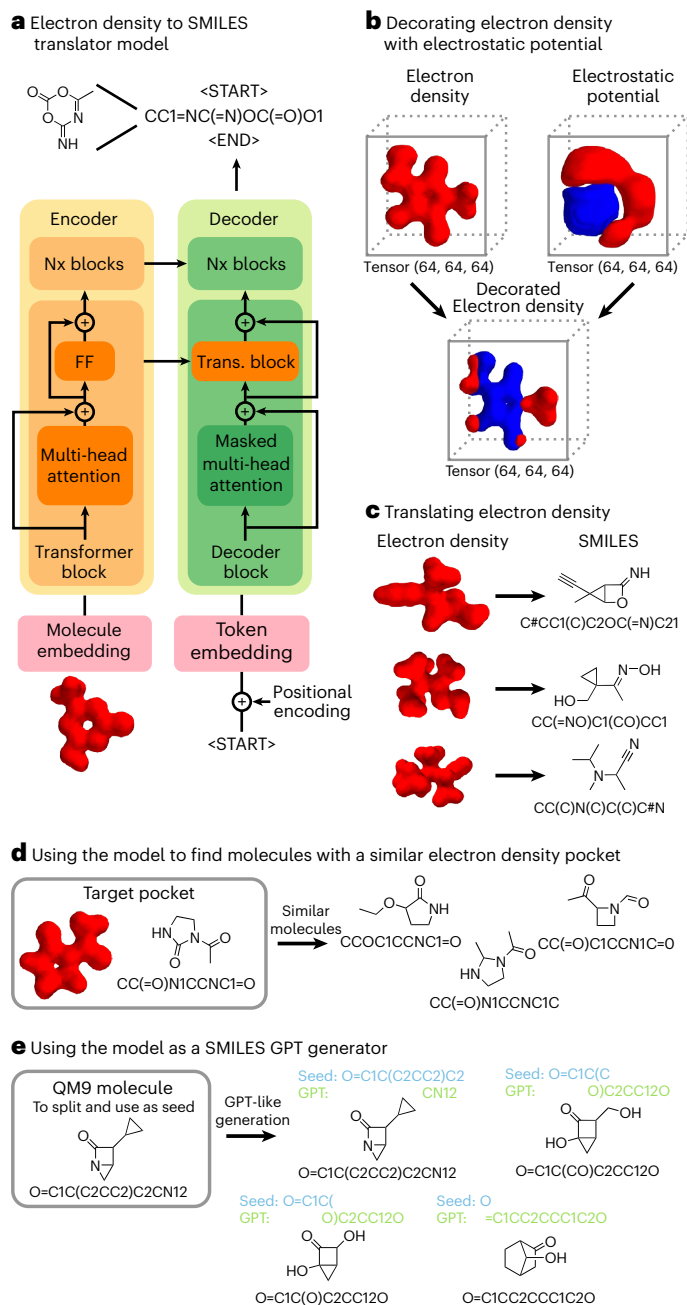 a Electron density to SMILES
translator model
<START>
CC1=NC(=N)OC(=O)O1
<END>
O
O
O
N
NH
Encoder
Decoder
Nx blocks
Nx blocks
+
+
FF
Trans. block
+
+
Multi-head
attention
Masked
multi-head
attention
Transformer
block
Decoder
block
Molecule
embedding
Token
embedding
+
Positional
encoding
<START>
b Decorating electron density
with electrostatic potential
Electron
density
Electrostatic
potential
Tensor (64, 64, 64)
Tensor (64, 64, 64)
Decorated
Electron density
Tensor (64, 64, 64)
c Translating electron density
Electron density
SMILES
NH
O
C#CC1(C)C2OC(=N)C21
N-OH
HO
CC(=NO)C1(CO)CC1
N
N
CC(C)N(C)C(C)C#N
d Using the model to find molecules with a similar electron density pocket
Target pocket
HN
N
O
O
CC(=O)N1CCNC1=O
Similar
molecules
O
O
NH
CCOC1CCNC1=O
O
N
HN
CC(=O)N1CCNC1C
O
N
O
CC(=O)C1CCN1C=O
e Using the model as a SMILES GPT generator
QM9 molecule
To split and use as seed
O
N
O=C1C(C2CC2)C2CN12
GPT-like
generation
Seed: O=C1C(C2CC2)C2
GPT: CN12
O
N
O=C1C(C2CC2)C2CN12
Seed: O=C1C(C
GPT: O)C2CC12O
O
OH
HO
O=C1C(CO)C2CC12O
Seed: O=C1C(
GPT: O)C2CC12O
O
OH
HO
O=C1C(O)C2CC12O
Seed: O
GPT: =C1CC2CCC1C2O
O
OH
O=C1CC2CCC1C2O